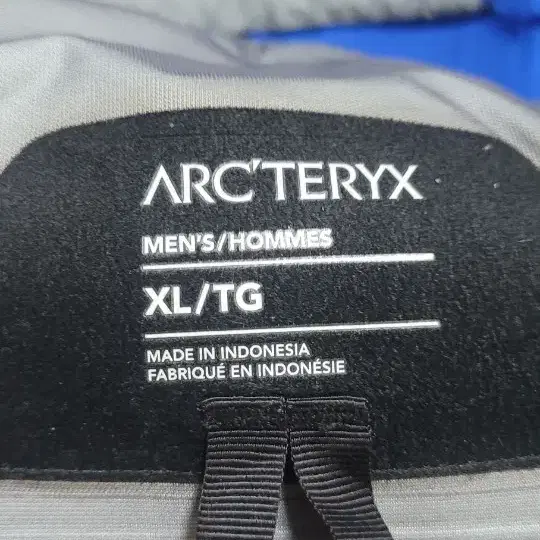 ARC'TERYX
MEN'S/HOMMES
XL/TG
MADE IN INDONESIA
FABRIQUÉ EN INDONÉSIE